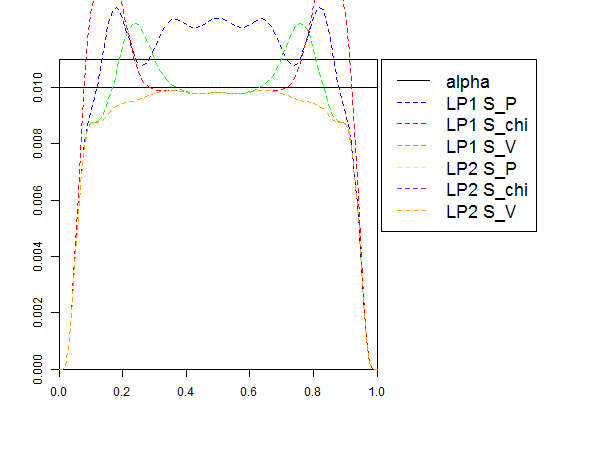 0.010
0.008
0.006
0.004
0.002
0.000
0.0
0.2
0.4
0.6
0.8
1.0
alpha
LP1 S_P
LP1 S_chi
LP1 S_V
LP2 S_P
LP2 S_chi
LP2 S_V